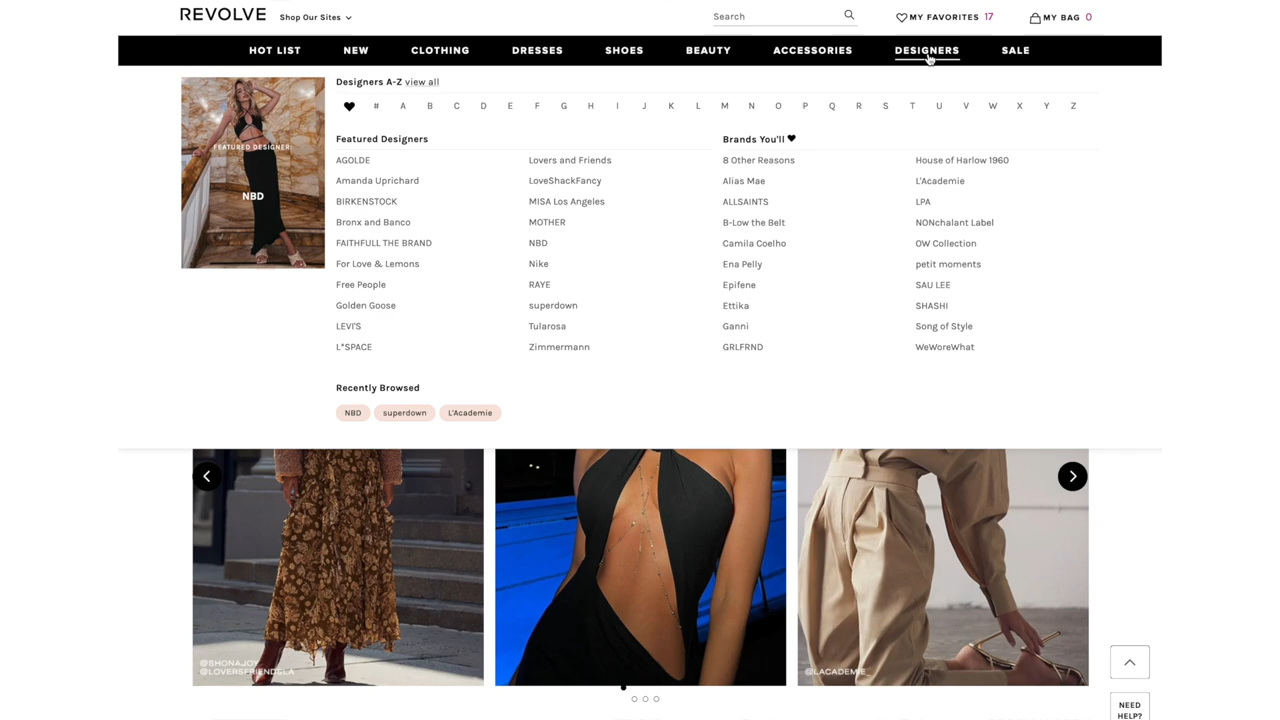 REVOLVE Shop Our Sites Search MY FAVORITES 17 MY BAG 0
HOT LIST NEW CLOTHING DRESSES SHOES BEAUTY ACCESSORIES DESIGNERS SALE
Designers A-Z view all
# A B C D E F G H I J K L M N O P Q R S T U V W X Y Z
FEATURED DESIGNER:
NBD
Featured Designers
AGOLDE
Amanda Uprichard
BIRKENSTOCK
Bronx and Banco
FAITHFULL THE BRAND
For Love & Lemons
Free People
Golden Goose
LEVI'S
L*SPACE
Lovers and Friends
LoveShackFancy
MISA Los Angeles
MOTHER
NBD
Nike
RAYE
superdown
Tularosa
Zimmermann
Brands You'll
8 Other Reasons
Alias Mae
ALLSAINTS
B-Low the Belt
Camila Coelho
Ena Pelly
Epifene
Ettika
Ganni
GRLFRND
House of Harlow 1960
L'Academie
LPA
NONchalant Label
OW Collection
petit moments
SAU LEE
SHASHI
Song of Style
WeWoreWhat
Recently Browsed
NBD superdown L'Academie
@SHONAJOY
@LOVERSFRIENDSLA
@LACADEMIE_
NEED
HELP?